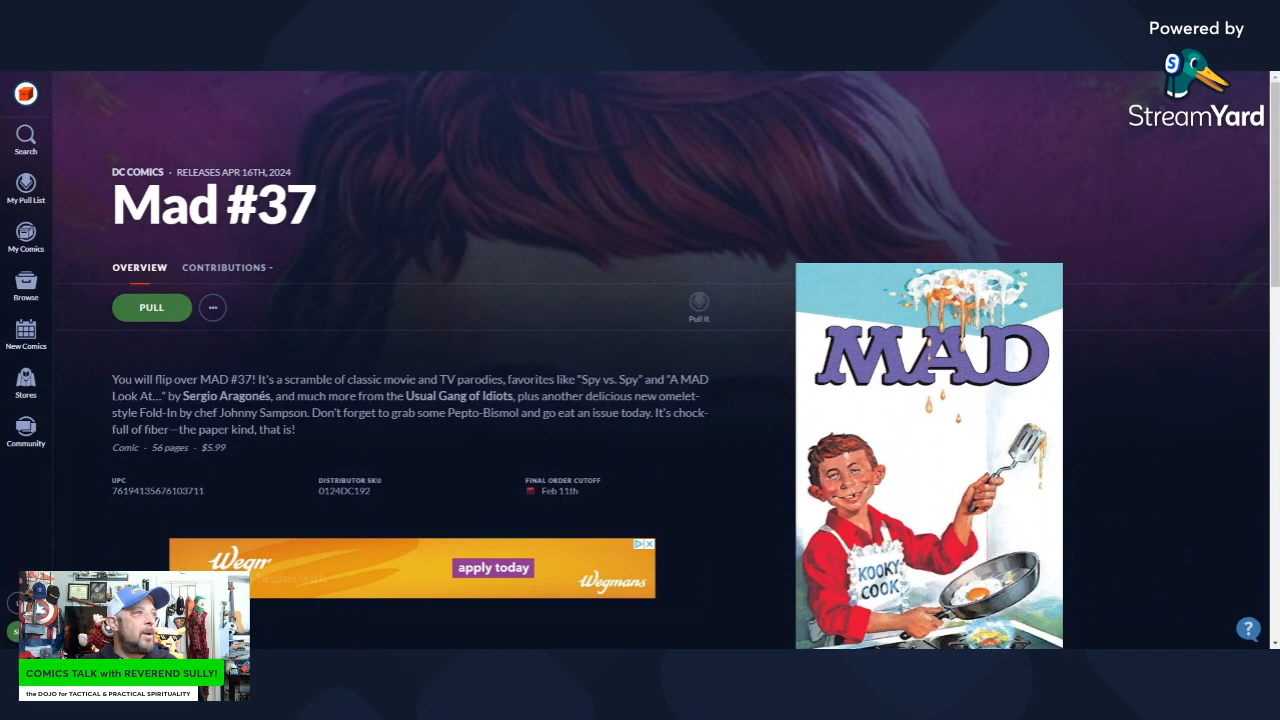 Powered by
StreamYard
Search
My Pull List
My Comics
Browse
New Comics
Stores
Community
DC COMICS · RELEASES APR 16TH, 2024
Mad #37
OVERVIEW CONTRIBUTIONS
PULL
Pull It
You will flip over MAD #37! It's a scramble of classic movie and TV parodies, favorites like “Spy vs. Spy” and “A MAD
Look At...” by Sergio Aragonés, and much more from the Usual Gang of Idiots, plus another delicious new omelet-
style Fold-In by chef Johnny Sampson. Don't forget to grab some Pepto-Bismol and go eat an issue today. It's chock-
full of fiber—the paper kind, that is!
Comic · 56 pages · $5.99
UPC
76194135676103711
DISTRIBUTOR SKU
0124DC192
FINAL ORDER CUTOFF
Feb 11th
MAD
KOOKY
COOK
begins with
apply today
Wegmans
?
COMICS TALK with REVEREND SULLY!
the DOJO for TACTICAL & PRACTICAL SPIRITUALITY